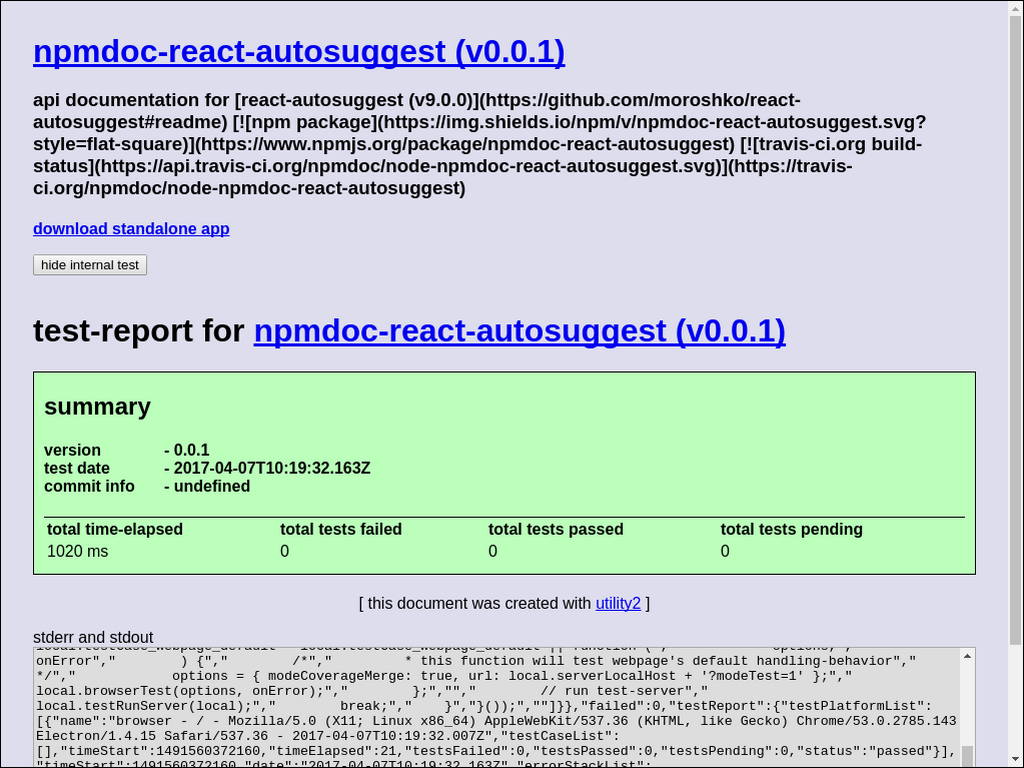 npmdoc-react-autosuggest (v0.0.1)
api documentation for [react-autosuggest (v9.0.0)](https://github.com/moroshko/react-
autosuggest#readme) [![npm package](https://img.shields.io/npm/v/npmdoc-react-autosuggest.svg?
style=flat-square)](https://www.npmjs.org/package/npmdoc-react-autosuggest) [![travis-ci.org build-
status](https://api.travis-ci.org/npmdoc/node-npmdoc-react-autosuggest.svg)](https://travis-
ci.org/npmdoc/node-npmdoc-react-autosuggest)
download standalone app
hide internal test
test-report for npmdoc-react-autosuggest (v0.0.1)
summary
version - 0.0.1
test date - 2017-04-07T10:19:32.163Z
commit info - undefined
total time-elapsed total tests failed total tests passed total tests pending
1020 ms 0 0 0
[ this document was created with utility2 ]
stderr and stdout
onError","        ) {","        /*","         * this function will test webpage's default handling-behavior","
*/","         options = { modeCoverageMerge: true, url: local.serverLocalHost + '?modeTest=1' };","
local.browserTest(options, onError);","        };","","        // run test-server","
local.testRunServer(local);","        break;","    }","}());",""]}},"failed":0,"testReport":{"testPlatformList":
[{"name":"browser - / - Mozilla/5.0 (X11; Linux x86_64) AppleWebKit/537.36 (KHTML, like Gecko) Chrome/53.0.2785.143
Electron/1.4.15 Safari/537.36 - 2017-04-07T10:19:32.007Z","testCaseList":
[],"timeStart":1491560372160,"timeElapsed":21,"testsFailed":0,"testsPassed":0,"testsPending":0,"status":"passed"}],
"timeStart":1491560372160,"date":"2017-04-07T10:19:32.163Z","errorStackList":